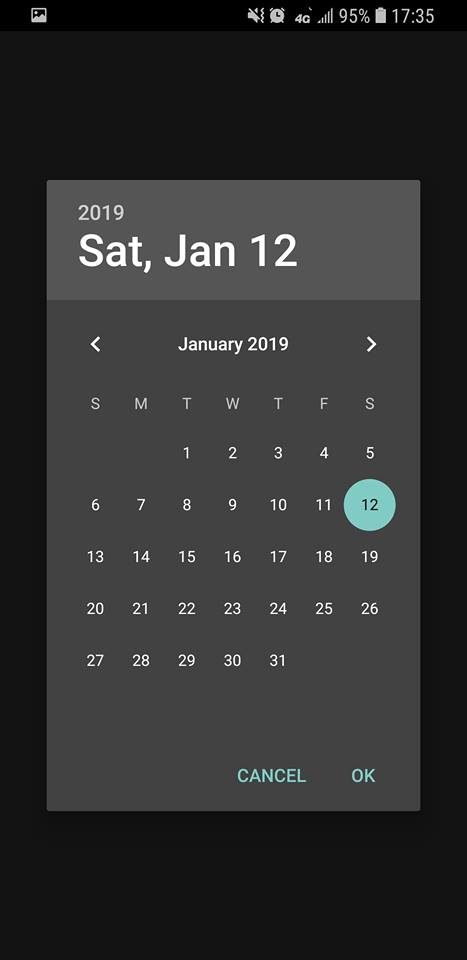 4G 95% 17:35
2019
Sat, Jan 12
January 2019
S M T W T F S
1 2 3 4 5
6 7 8 9 10 11 12
13 14 15 16 17 18 19
20 21 22 23 24 25 26
27 28 29 30 31
CANCEL OK